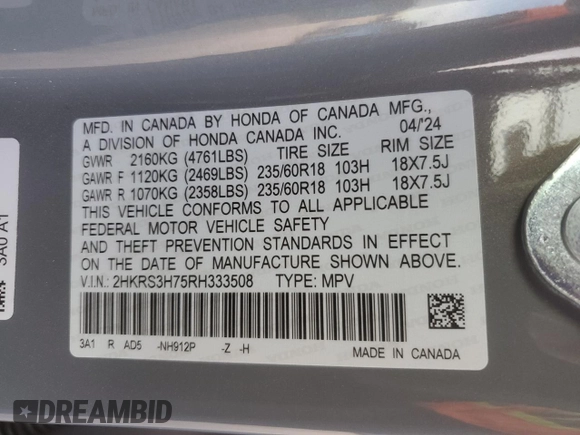 MFD. IN CANADA BY HONDA OF CANADA MFG.,
A DIVISION OF HONDA CANADA INC. 04/'24
GVWR 2160KG (4761LBS) TIRE SIZE RIM SIZE
GAWR F 1120KG (2469LBS) 235/60R18 103H 18X7.5J
GAWR R 1070KG (2358LBS) 235/60R18 103H 18X7.5J
THIS VEHICLE CONFORMS TO ALL APPLICABLE
FEDERAL MOTOR VEHICLE SAFETY
AND THEFT PREVENTION STANDARDS IN EFFECT
ON THE DATE OF MANUFACTURE SHOWN ABOVE.
V.I.N.: 2HKRS3H75RH333508 TYPE: MPV
3A1 R AD5 -NH912P -Z -H
MADE IN CANADA
3A0 A1
DREAMBID